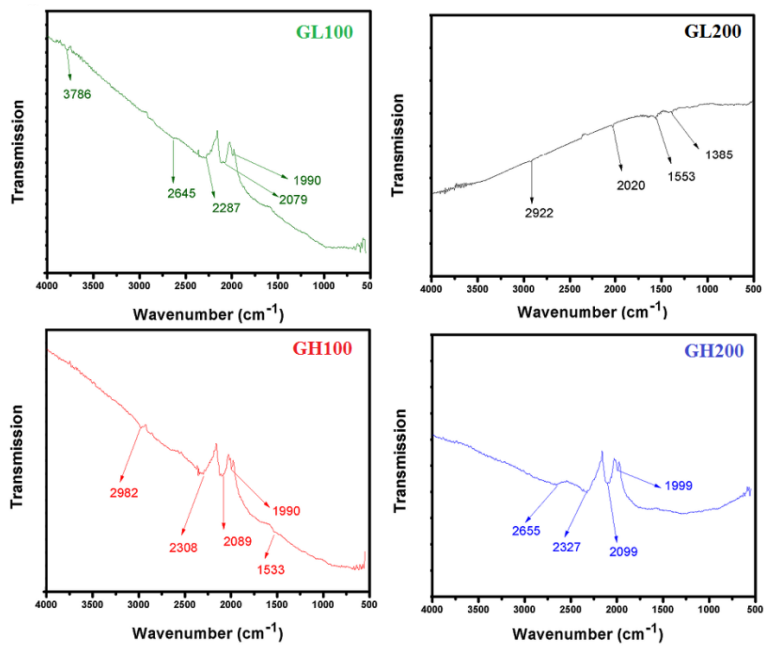 GL100
Transmission
3786
2645
2287
2079
1990
4000 3500 3000 2500 2000 1500 1000 50
Wavenumber (cm-1)
GL200
Transmission
2922
2020
1553
1385
4000 3500 3000 2500 2000 1500 1000 500
Wavenumber (cm-1)
GH100
Transmission
2982
2308
2089
1990
1533
4000 3500 3000 2500 2000 1500 1000 500
Wavenumber (cm-1)
GH200
Transmission
2655
2327
2099
1999
4000 3500 3000 2500 2000 1500 1000 500
Wavenumber (cm-1)